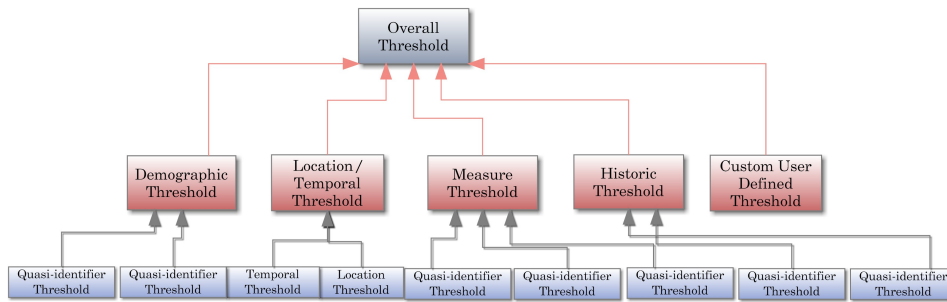 Overall
Threshold
Demographic
Threshold
Location/
Temporal
Threshold
Measure
Threshold
Historic
Threshold
Custom User
Defined
Threshold
Quasi-identifier
Threshold
Quasi-identifier
Threshold
Temporal
Threshold
Location
Threshold
Quasi-identifier
Threshold
Quasi-identifier
Threshold
Quasi-identifier
Threshold
Quasi-identifier
Threshold
Quasi-identifier
Threshold